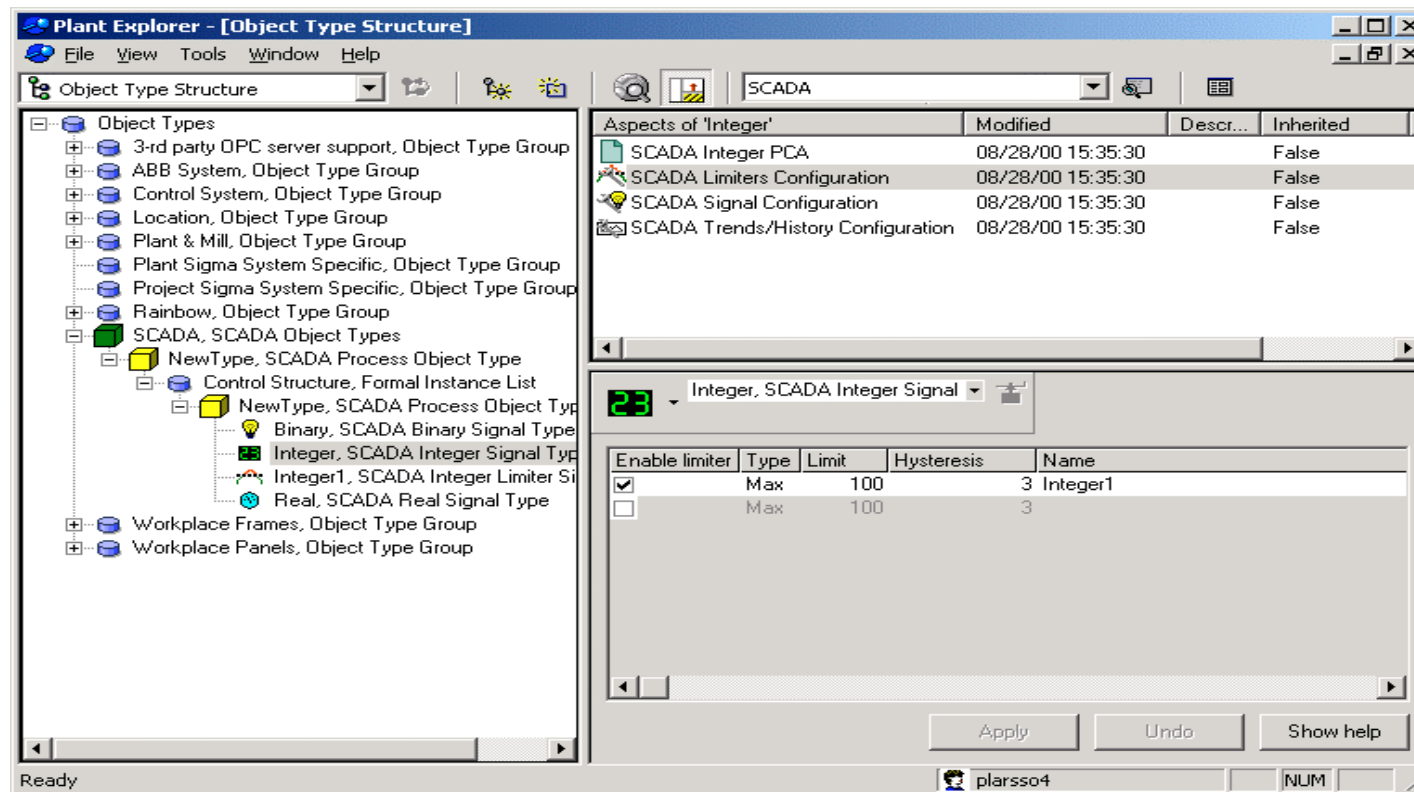 Plant Explorer - [Object Type Structure]
File View Tools Window Help
Object Type Structure
SCADA
Object Types
3-rd party OPC server support, Object Type Group
ABB System, Object Type Group
Control System, Object Type Group
Location, Object Type Group
Plant & Mill, Object Type Group
Plant Sigma System Specific, Object Type Group
Project Sigma System Specific, Object Type Group
Rainbow, Object Type Group
SCADA, SCADA Object Types
NewType, SCADA Process Object Type
Control Structure, Formal Instance List
NewType, SCADA Process Object Typ
Binary, SCADA Binary Signal Type
Integer, SCADA Integer Signal Typ
Integer1, SCADA Integer Limiter Si
Real, SCADA Real Signal Type
Workplace Frames, Object Type Group
Workplace Panels, Object Type Group
Aspects of 'Integer' Modified Descr... Inherited
SCADA Integer PCA 08/28/00 15:35:30 False
SCADA Limiters Configuration 08/28/00 15:35:30 False
SCADA Signal Configuration 08/28/00 15:35:30 False
SCADA Trends/History Configuration 08/28/00 15:35:30 False
23 Integer, SCADA Integer Signal
Enable limiter Type Limit Hysteresis Name
Max 100 3 Integer1
Max 100 3
Apply Undo Show help
Ready plarsso4 NUM